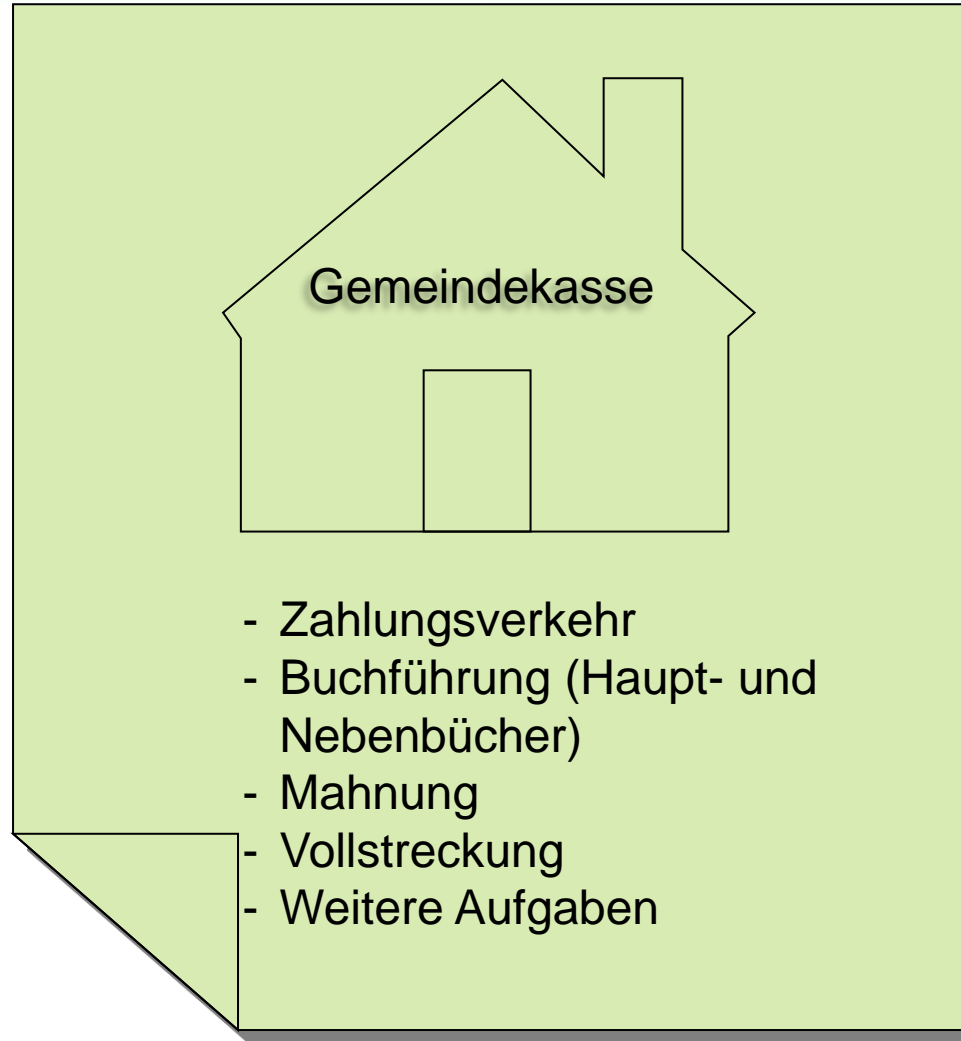 Gemeindekasse
- Zahlungsverkehr
- Buchführung (Haupt- und
Nebenbücher)
- Mahnung
- Vollstreckung
- Weitere Aufgaben